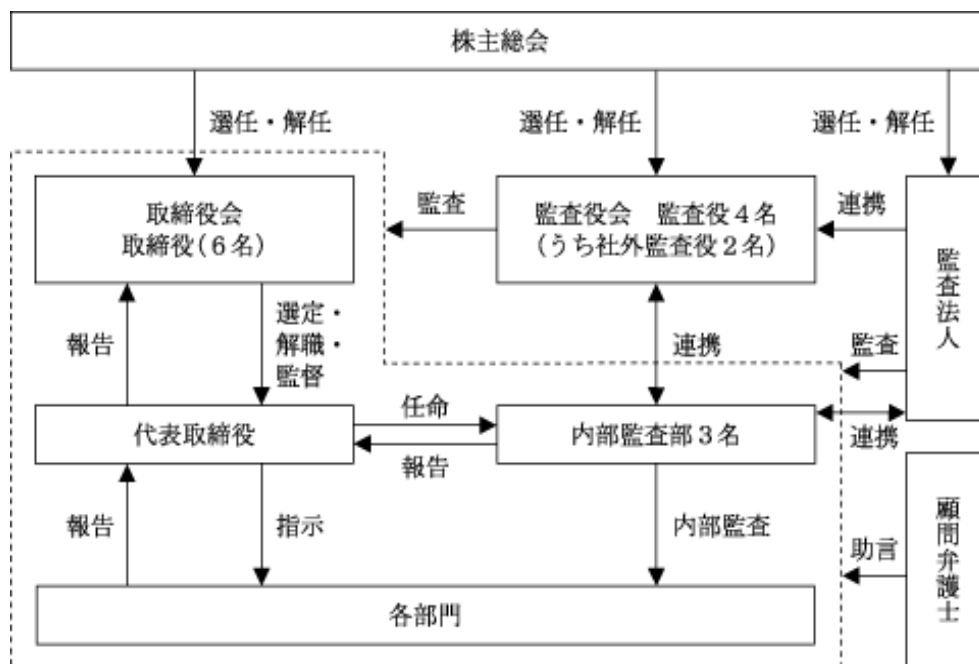 株主総会
選任・解任
選任・解任
選任・解任
取締役会
取締役(6名)
監査
監査役会　監査役4名
(うち社外監査役2名)
連携
監査法人
報告
選定・
解職・
監督
連携
監査
代表取締役
任命
報告
内部監査部3名
連携
報告
指示
内部監査
助言
顧問弁護士
各部門